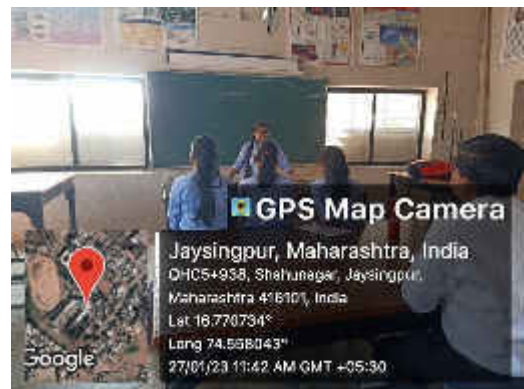 GPS Map Camera
Jaysingpur, Maharashtra, India
QHC5+938, Shahunagar, Jaysingpur,
Maharashtra 416101, India
Lat 16.770734°
Long 74.558043°
27/01/23 11:42 AM GMT +05:30
Google